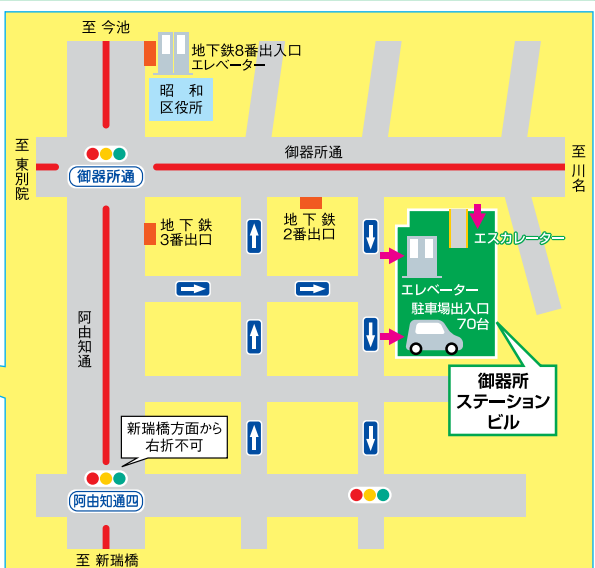 至 今池
地下鉄8番出入口
エレベーター
昭 和
区役所
至東別院
御器所通
御器所通
至川名
地 下 鉄
3番出口
地 下 鉄
2番出口
エスカレーター
エレベーター
駐車場出入口
70台
阿由知通
御器所
ステーション
ビル
新瑞橋方面から
右折不可
阿由知通四
至 新瑞橋